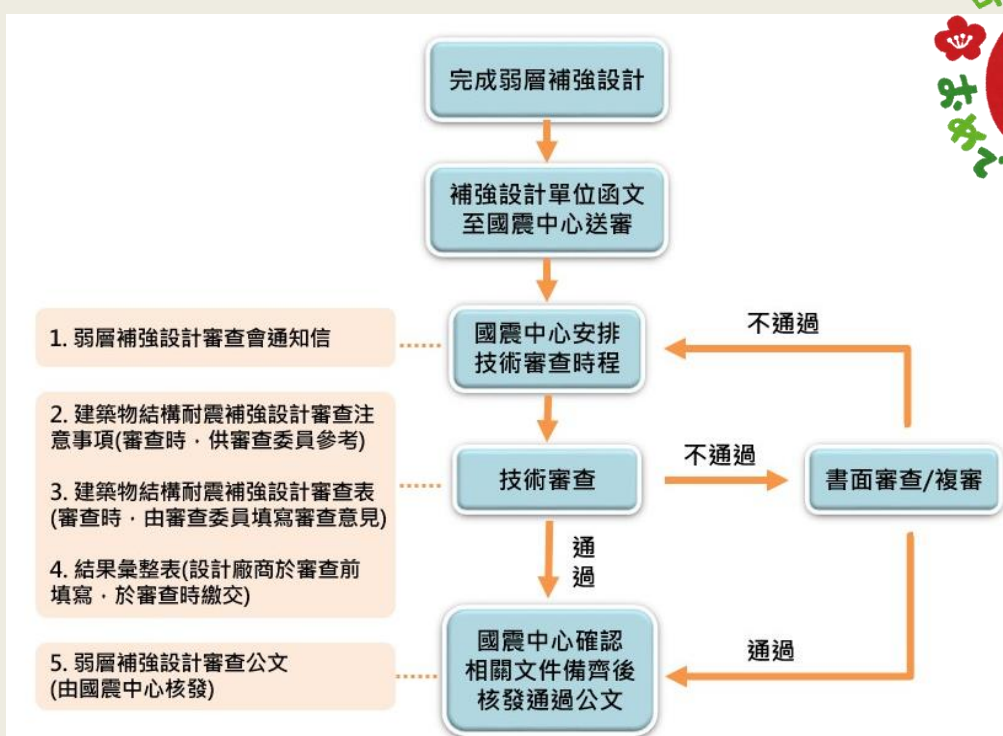 完成弱層補強設計
補強設計單位函文
至國震中心送審
1. 弱層補強設計審查會通知信
國震中心安排
技術審查時程
不通過
2. 建築物結構耐震補強設計審查注
意事項(審查時，供審查委員參考)
3. 建築物結構耐震補強設計審查表
(審查時，由審查委員填寫審查意見)
4. 結果彙整表(設計廠商於審查前
填寫，於審查時繳交)
技術審查
不通過
書面審查/複審
通
過
5. 弱層補強設計審查公文
(由國震中心核發)
國震中心確認
相關文件備齊後
核發通過公文
通過
おめで